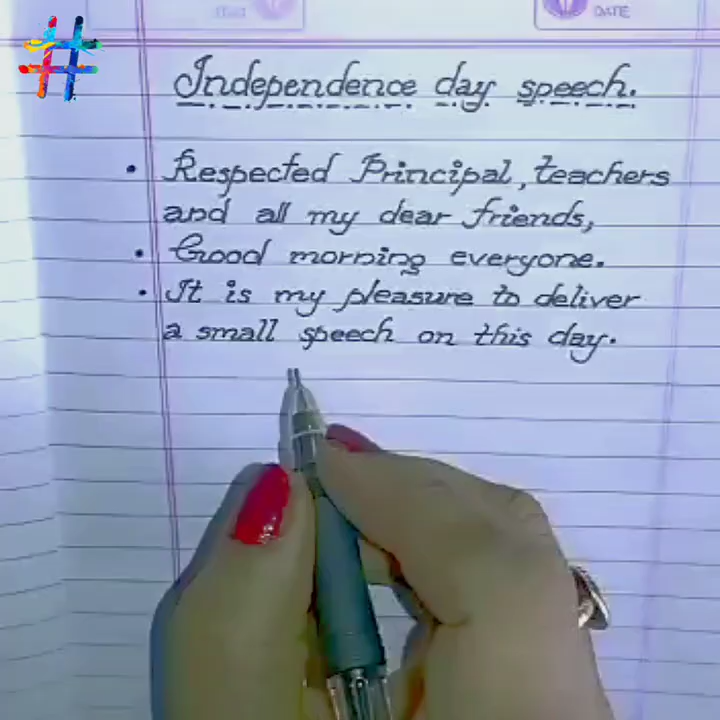 DATE
Independence day speech.
• Respected Principal, teachers
and all my dear friends,
• Good morning everyone.
• It is my pleasure to deliver
a small speech on this day.